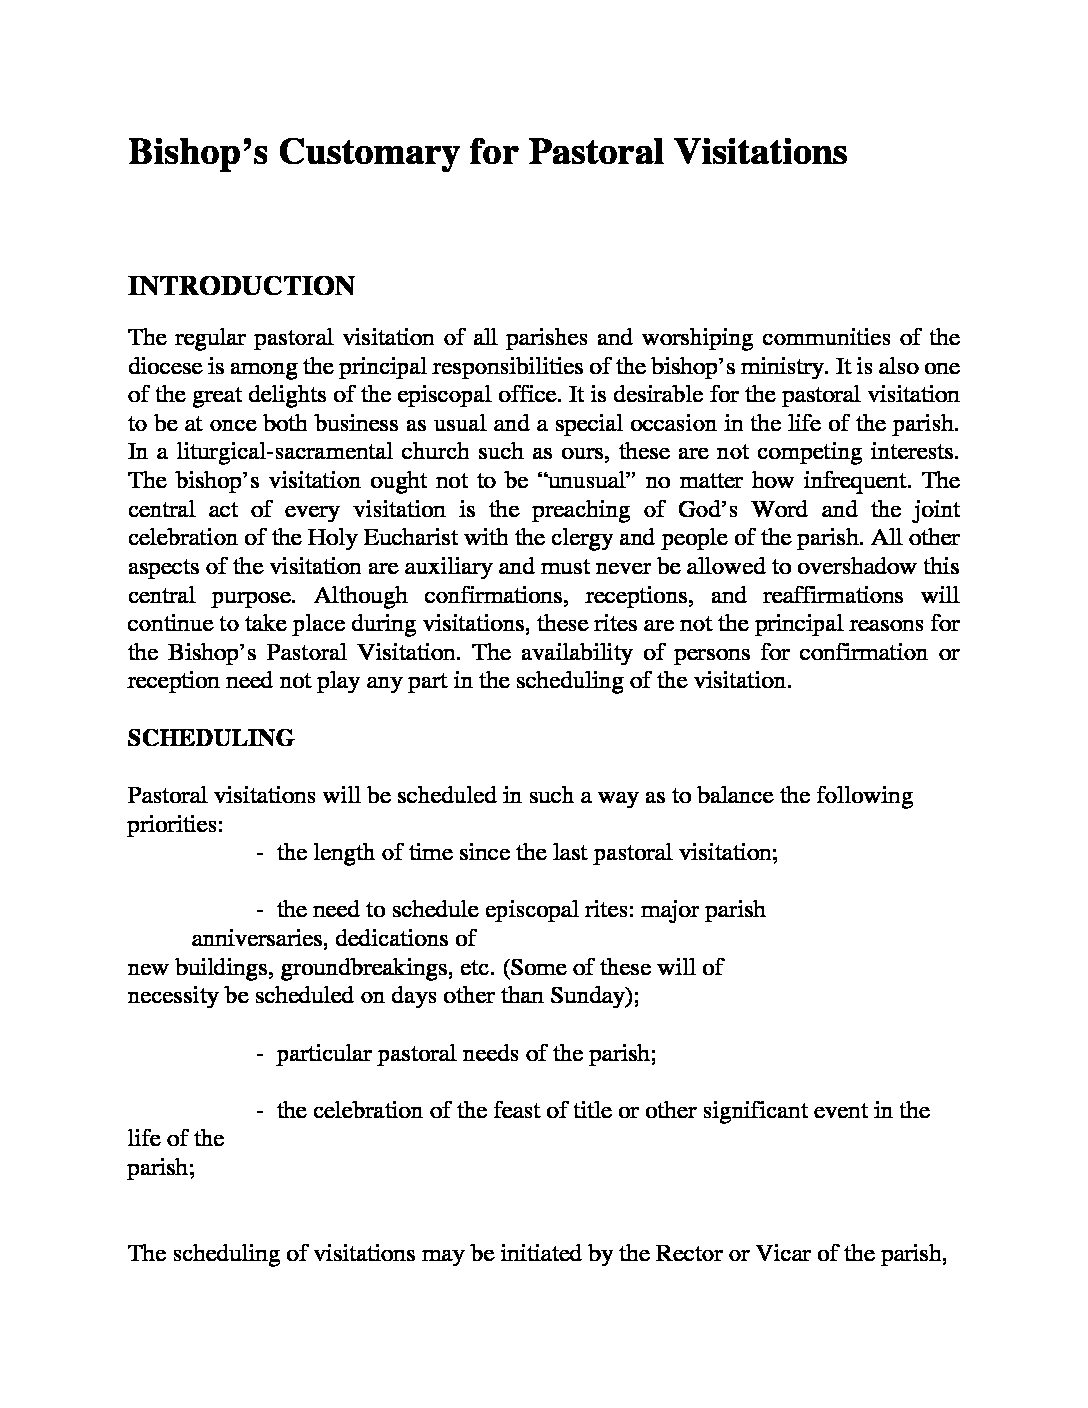 Bishop’s Customary for Pastoral Visitations
INTRODUCTION
The regular pastoral visitation of all parishes and worshiping communities of the
diocese is among the principal responsibilities of the bishop’s ministry. It is also one
of the great delights of the episcopal office. It is desirable for the pastoral visitation
to be at once both business as usual and a special occasion in the life of the parish.
In a liturgical-sacramental church such as ours, these are not competing interests.
The bishop’s visitation ought not to be “unusual” no matter how infrequent. The
central act of every visitation is the preaching of God’s Word and the joint
celebration of the Holy Eucharist with the clergy and people of the parish. All other
aspects of the visitation are auxiliary and must never be allowed to overshadow this
central purpose. Although confirmations, receptions, and reaffirmations will
continue to take place during visitations, these rites are not the principal reasons for
the Bishop’s Pastoral Visitation. The availability of persons for confirmation or
reception need not play any part in the scheduling of the visitation.
SCHEDULING
Pastoral visitations will be scheduled in such a way as to balance the following
priorities:
- the length of time since the last pastoral visitation;
- the need to schedule episcopal rites: major parish
anniversaries, dedications of
new buildings, groundbreakings, etc. (Some of these will of
necessity be scheduled on days other than Sunday);
- particular pastoral needs of the parish;
- the celebration of the feast of title or other significant event in the
life of the
parish;
The scheduling of visitations may be initiated by the Rector or Vicar of the parish,